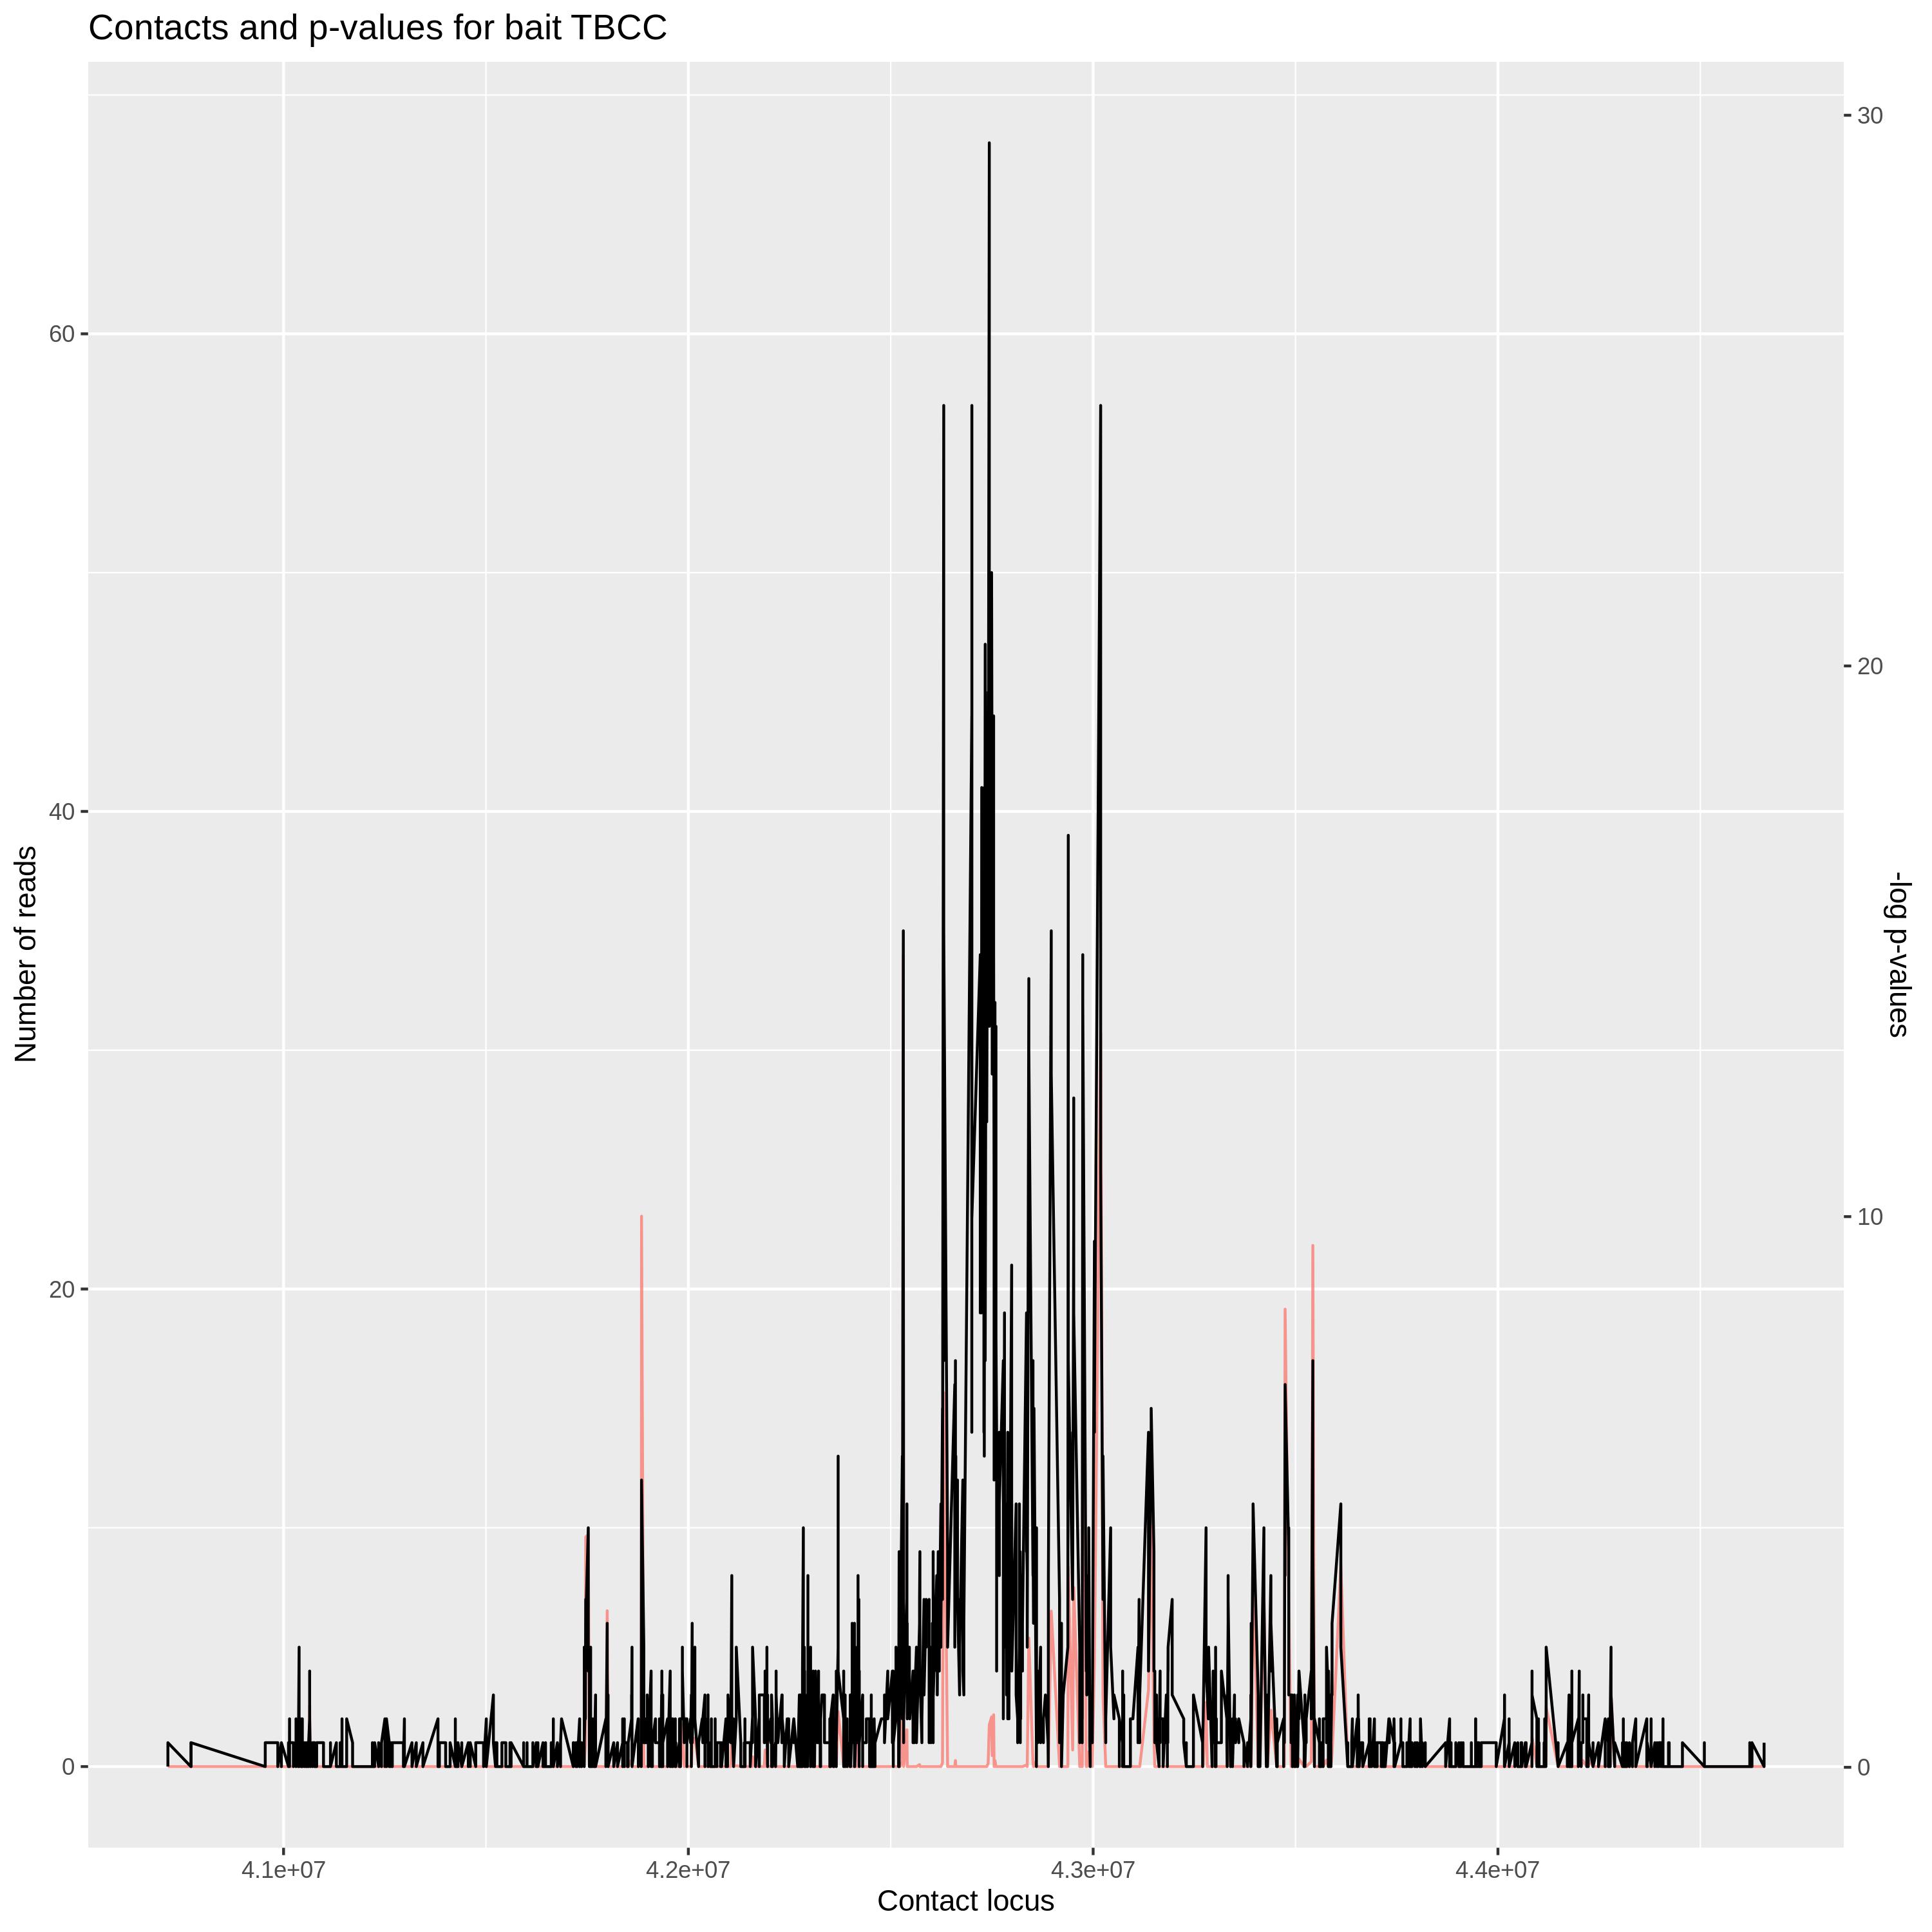 Contacts and p-values for bait TBCC
30
60
20
40
Number of reads
-log p-values
10
20
0
0
4.1e+07
4.2e+07
4.3e+07
4.4e+07
Contact locus